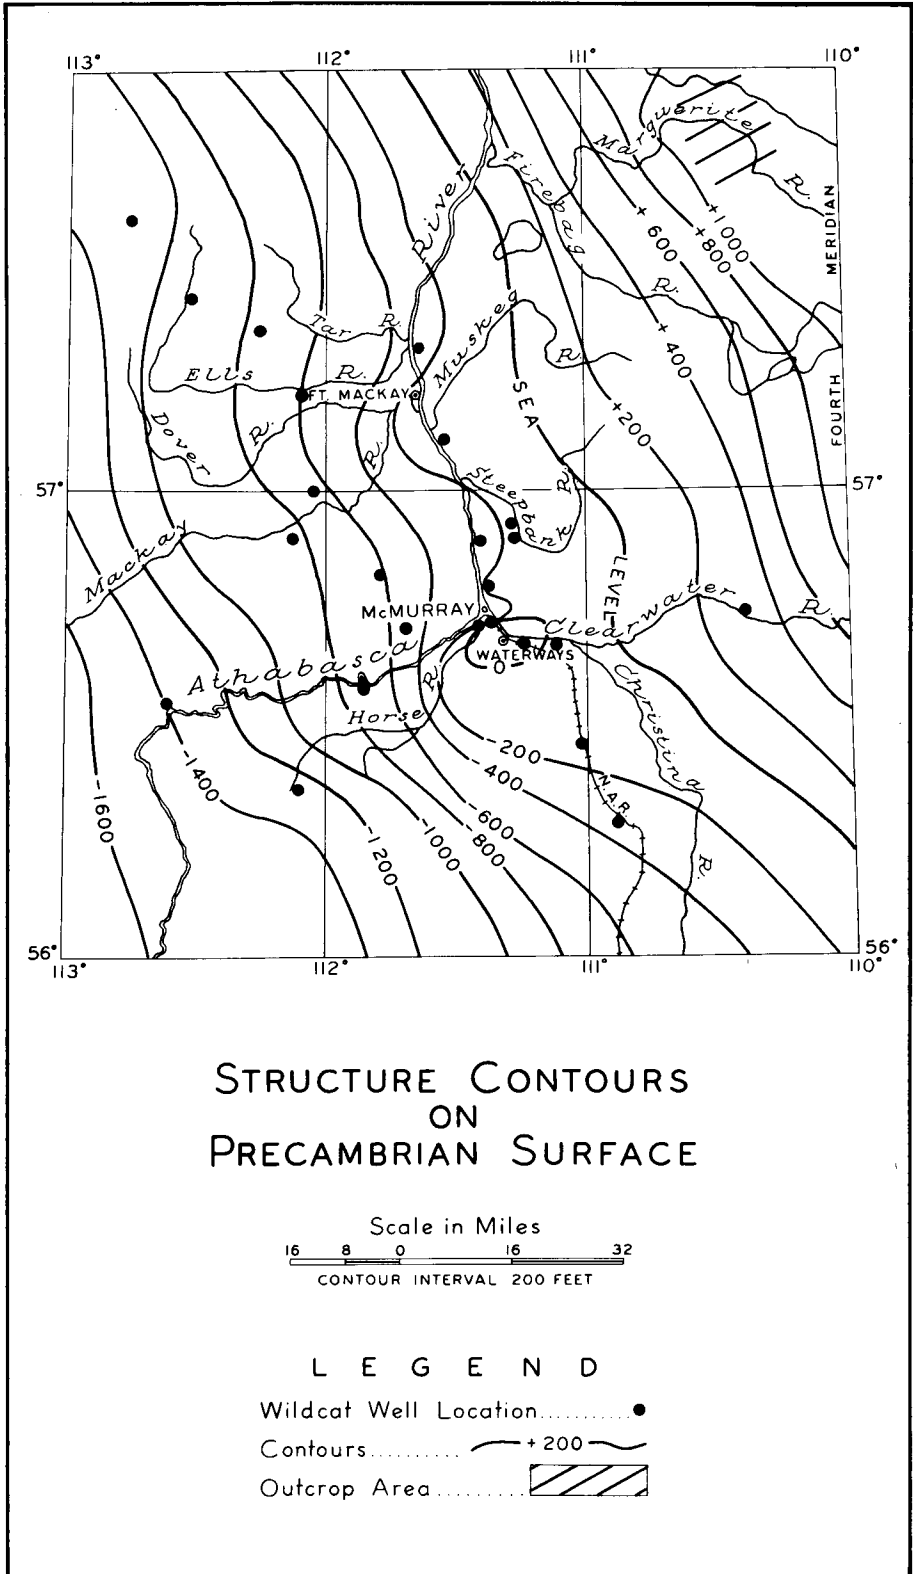 113° 112° 111° 110°
Marguerite R.
Firebag R.
River
MERIDIAN
+1000
+800
+600
+400
+200
Tar R.
Muskeg R.
Ells R.
FT. MACKAY
SEA
FOURTH
Dover R.
R.
57° 57°
Steepbank R.
Mackay
LEVEL
McMURRAY
Clearwater R.
WATERWAYS
0
Athabasca
Horse R.
Christina R.
N.A.R.
-200
-400
-600
-800
-1000
-1200
-1400
-1600
56° 56°
113° 112° 111° 110°
STRUCTURE CONTOURS
ON
PRECAMBRIAN SURFACE
Scale in Miles
16 8 0 16 32
CONTOUR INTERVAL 200 FEET
LEGEND
Wildcat Well Location............
Contours.......... +200
Outcrop Area.........